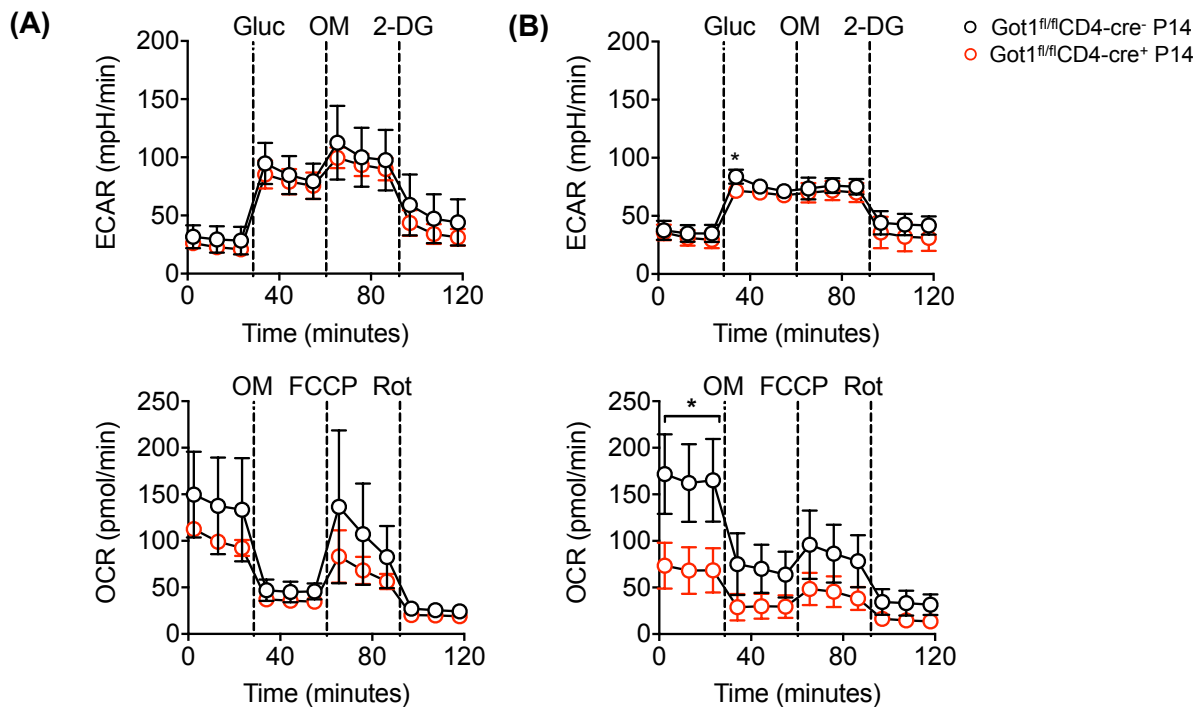 (A)
Gluc OM 2-DG
200
150
100
50
0
ECAR (mpH/min)
0 40 80 120
Time (minutes)
(B)
Gluc OM 2-DG
200
150
100
50
0
ECAR (mpH/min)
*
0 40 80 120
Time (minutes)
Got1fl/flCD4-cre- P14
Got1fl/flCD4-cre+ P14
OM FCCP Rot
250
200
150
100
50
0
OCR (pmol/min)
0 40 80 120
Time (minutes)
OM FCCP Rot
250
200
150
100
50
0
OCR (pmol/min)
*
0 40 80 120
Time (minutes)